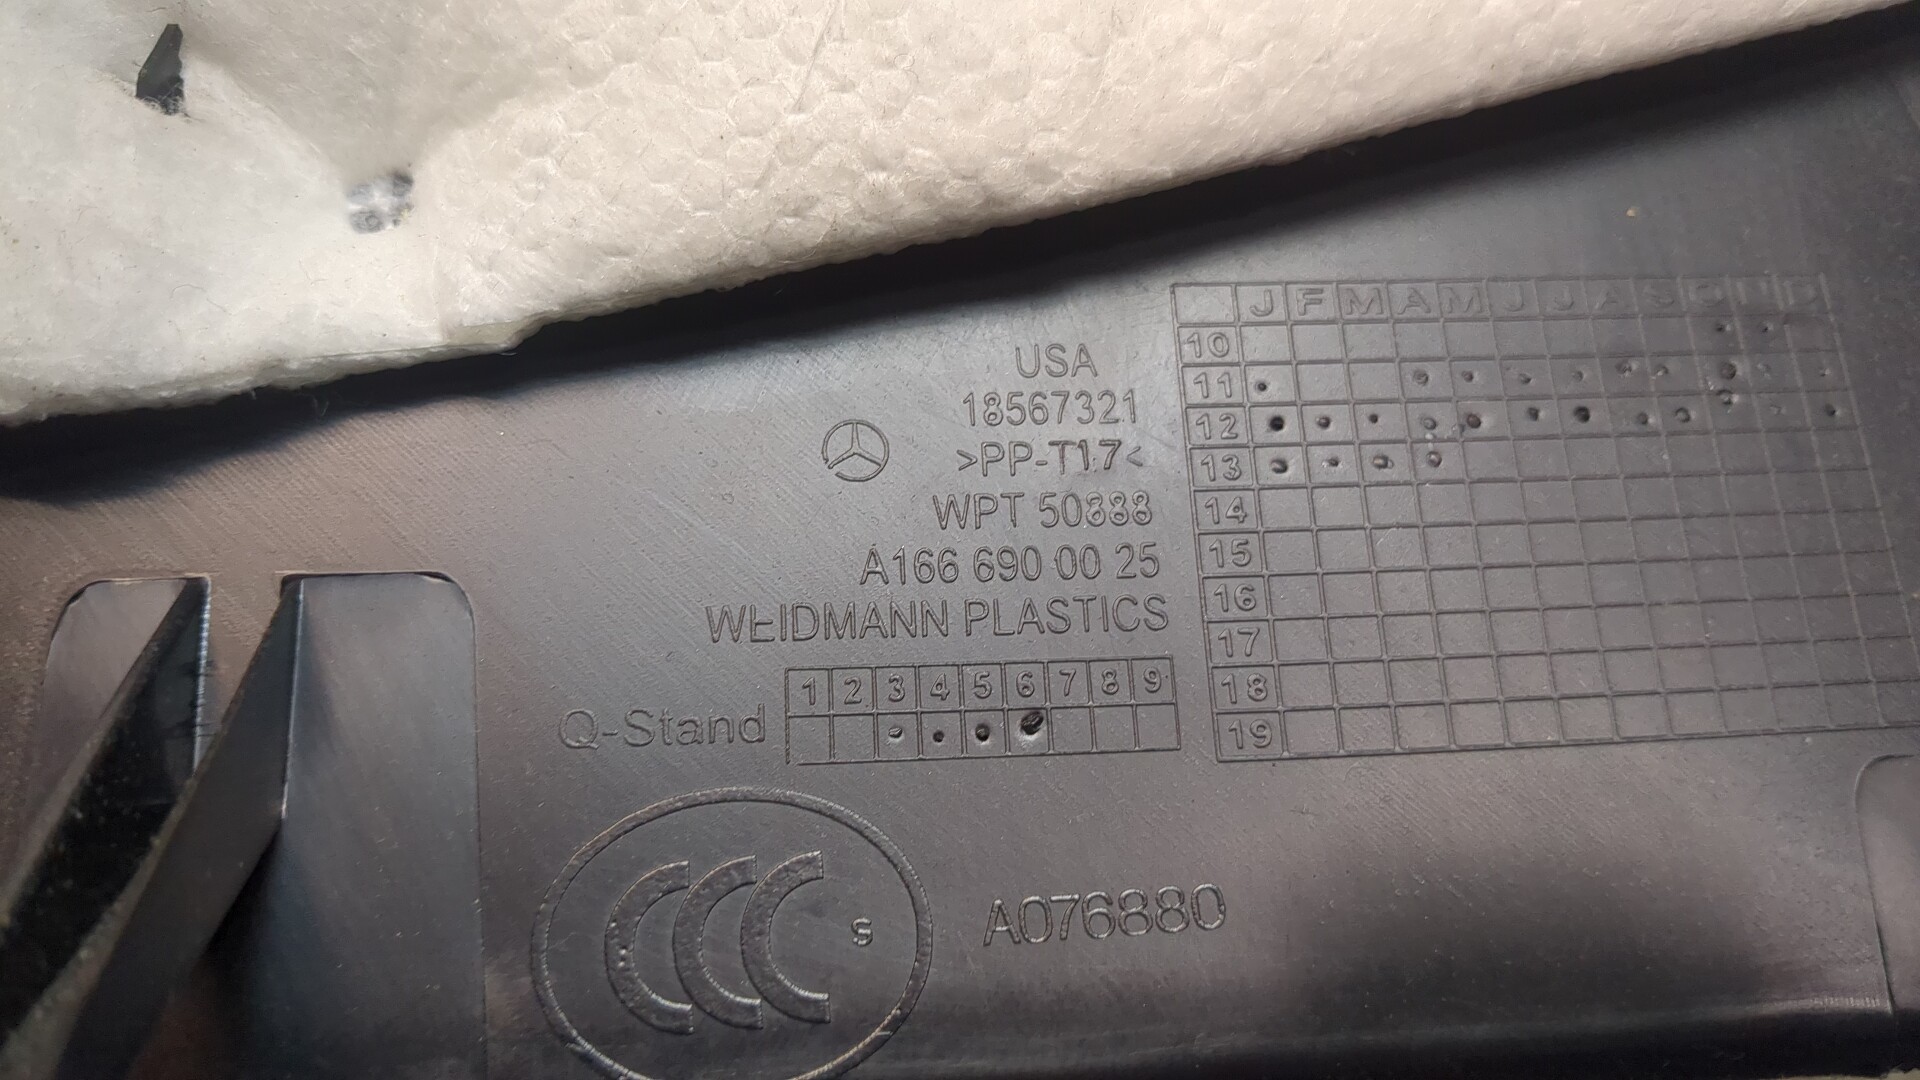 USA
18567321
>PP-T17<
WPT 50888
A166 690 00 25
WEIDMANN PLASTICS
Q-Stand
1 2 3 4 5 6 7 8 9
J F M A M J J A S O N D
10
11
12
13
14
15
16
17
18
19
CCC S
A076880